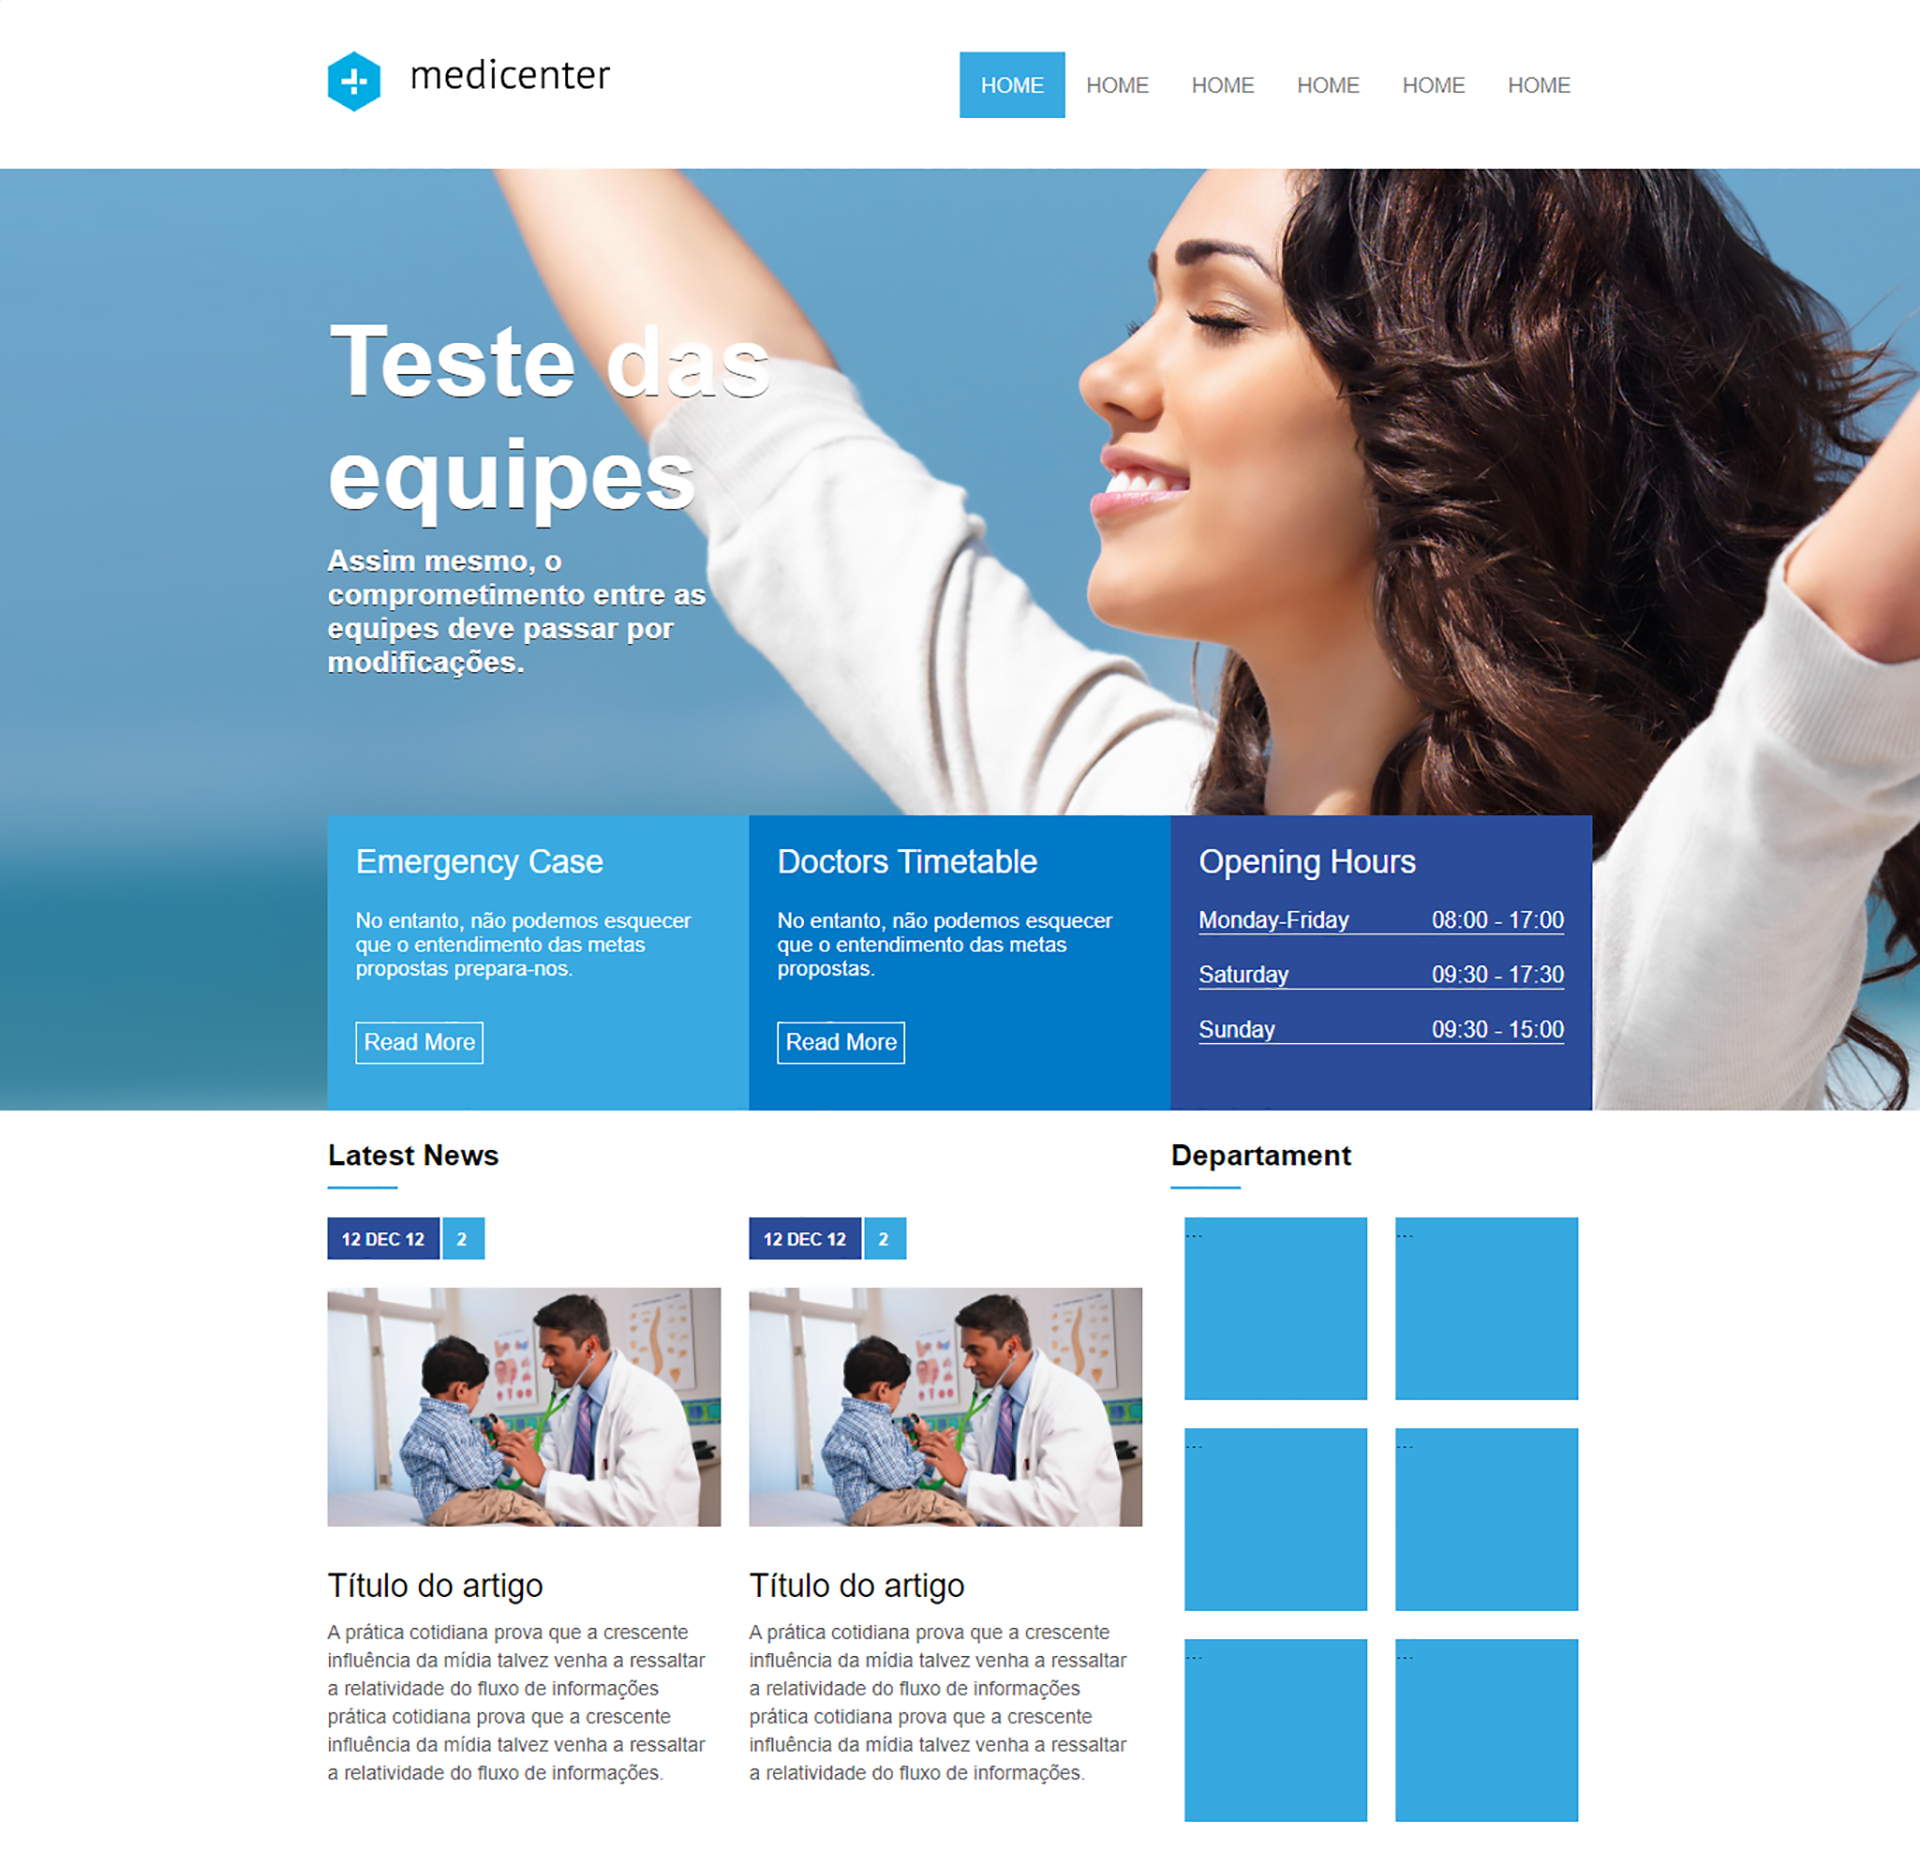 medicenter
HOME HOME HOME HOME HOME HOME
Teste das
equipes
Assim mesmo, o
comprometimento entre as
equipes deve passar por
modificações.
Emergency Case
No entanto, não podemos esquecer
que o entendimento das metas
propostas prepara-nos.
Read More
Doctors Timetable
No entanto, não podemos esquecer
que o entendimento das metas
propostas.
Read More
Opening Hours
Monday-Friday 08:00 - 17:00
Saturday 09:30 - 17:30
Sunday 09:30 - 15:00
Latest News
12 DEC 12 2
Título do artigo
A prática cotidiana prova que a crescente
influência da mídia talvez venha a ressaltar
a relatividade do fluxo de informações
prática cotidiana prova que a crescente
influência da mídia talvez venha a ressaltar
a relatividade do fluxo de informações.
12 DEC 12 2
Título do artigo
A prática cotidiana prova que a crescente
influência da mídia talvez venha a ressaltar
a relatividade do fluxo de informações
prática cotidiana prova que a crescente
influência da mídia talvez venha a ressaltar
a relatividade do fluxo de informações.
Departament
... ...
... ...
... ...